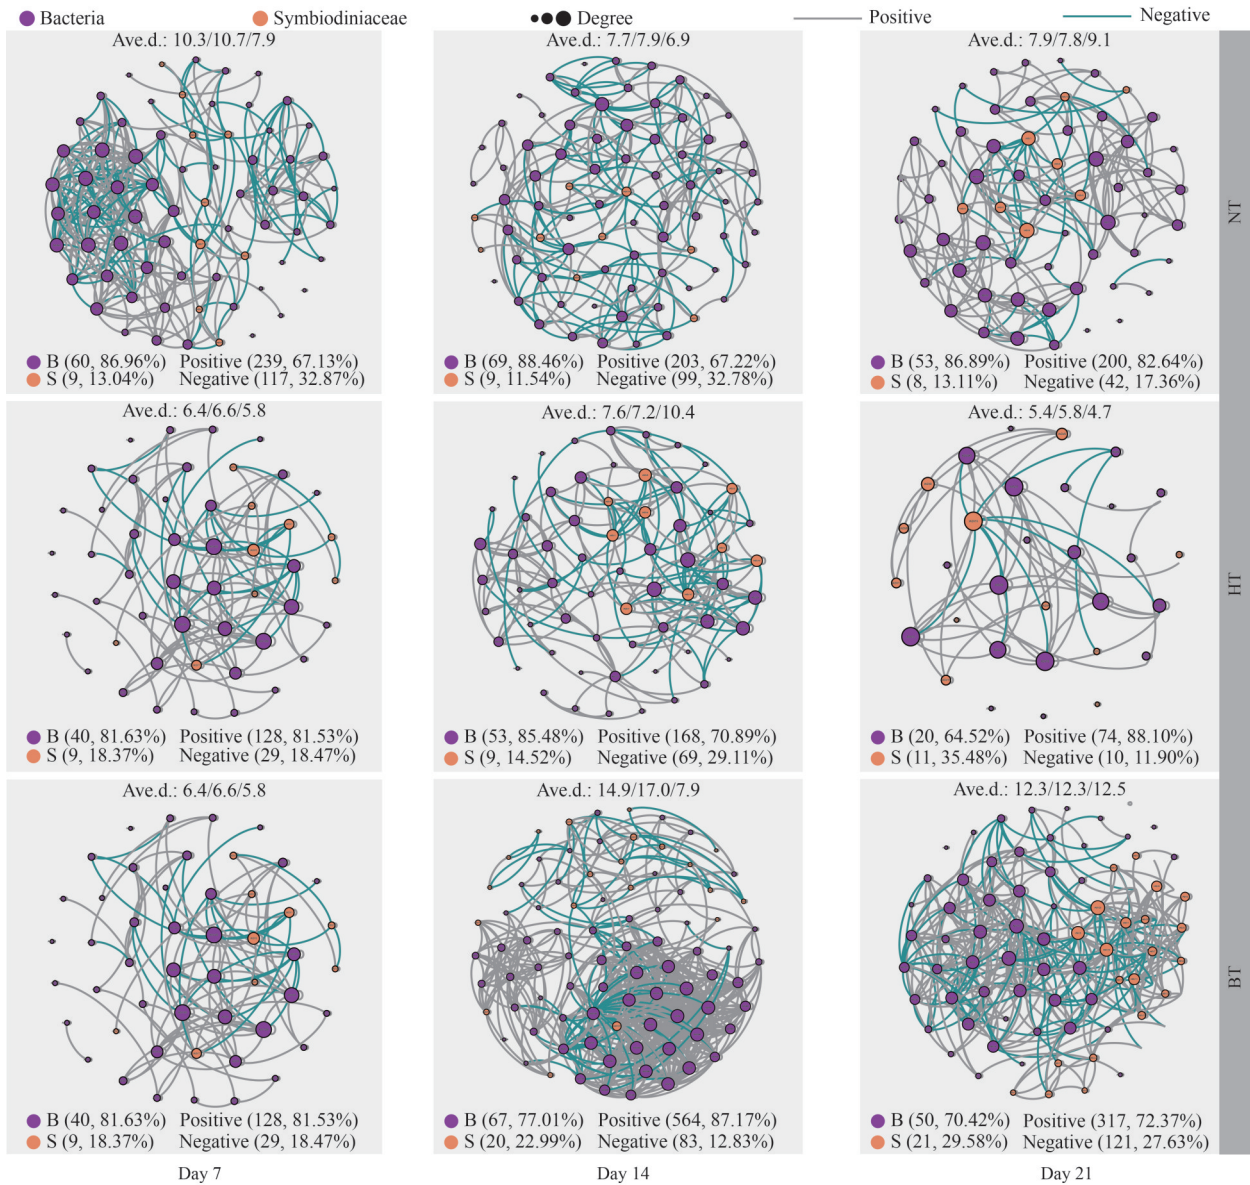 Bacteria Symbiodiniaceae Degree Positive Negative
Ave.d.: 10.3/10.7/7.9
B (60, 86.96%) Positive (239, 67.13%)
S (9, 13.04%) Negative (117, 32.87%)
Ave.d.: 7.7/7.9/6.9
B (69, 88.46%) Positive (203, 67.22%)
S (9, 11.54%) Negative (99, 32.78%)
Ave.d.: 7.9/7.8/9.1
B (53, 86.89%) Positive (200, 82.64%)
S (8, 13.11%) Negative (42, 17.36%)
NT
Ave.d.: 6.4/6.6/5.8
B (40, 81.63%) Positive (128, 81.53%)
S (9, 18.37%) Negative (29, 18.47%)
Ave.d.: 7.6/7.2/10.4
B (53, 85.48%) Positive (168, 70.89%)
S (9, 14.52%) Negative (69, 29.11%)
Ave.d.: 5.4/5.8/4.7
B (20, 64.52%) Positive (74, 88.10%)
S (11, 35.48%) Negative (10, 11.90%)
HT
Ave.d.: 6.4/6.6/5.8
B (40, 81.63%) Positive (128, 81.53%)
S (9, 18.37%) Negative (29, 18.47%)
Ave.d.: 14.9/17.0/7.9
B (67, 77.01%) Positive (564, 87.17%)
S (20, 22.99%) Negative (83, 12.83%)
Ave.d.: 12.3/12.3/12.5
B (50, 70.42%) Positive (317, 72.37%)
S (21, 29.58%) Negative (121, 27.63%)
BT
Day 7 Day 14 Day 21